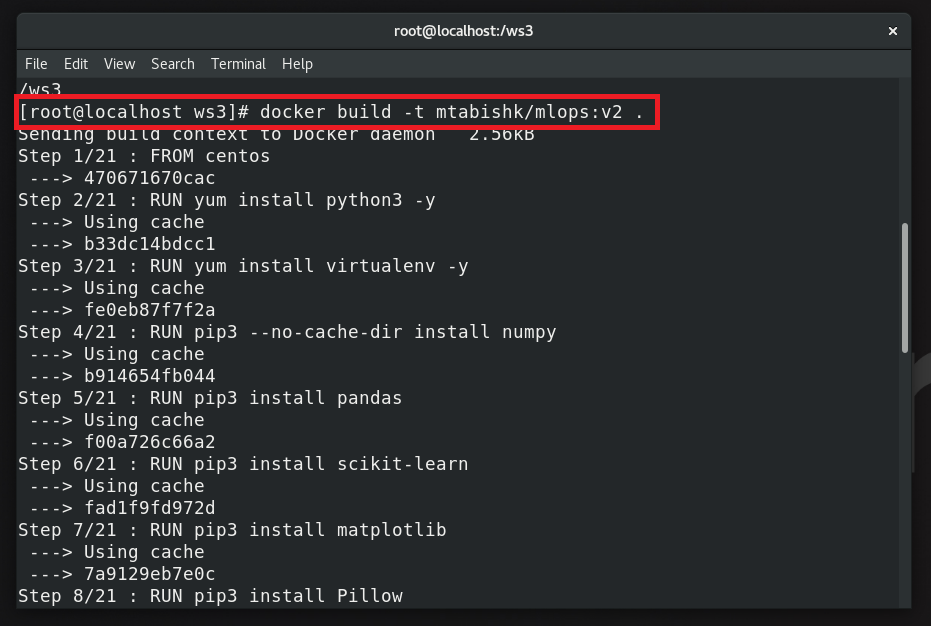 root@localhost:/ws3 ×
File Edit View Search Terminal Help
/ws3
[root@localhost ws3]# docker build -t mtabishk/mlops:v2 .
Sending build context to Docker daemon   2.56kB
Step 1/21 : FROM centos
 ---> 470671670cac
Step 2/21 : RUN yum install python3 -y
 ---> Using cache
 ---> b33dc14bdcc1
Step 3/21 : RUN yum install virtualenv -y
 ---> Using cache
 ---> fe0eb87f7f2a
Step 4/21 : RUN pip3 --no-cache-dir install numpy
 ---> Using cache
 ---> b914654fb044
Step 5/21 : RUN pip3 install pandas
 ---> Using cache
 ---> f00a726c66a2
Step 6/21 : RUN pip3 install scikit-learn
 ---> Using cache
 ---> fad1f9fd972d
Step 7/21 : RUN pip3 install matplotlib
 ---> Using cache
 ---> 7a9129eb7e0c
Step 8/21 : RUN pip3 install Pillow